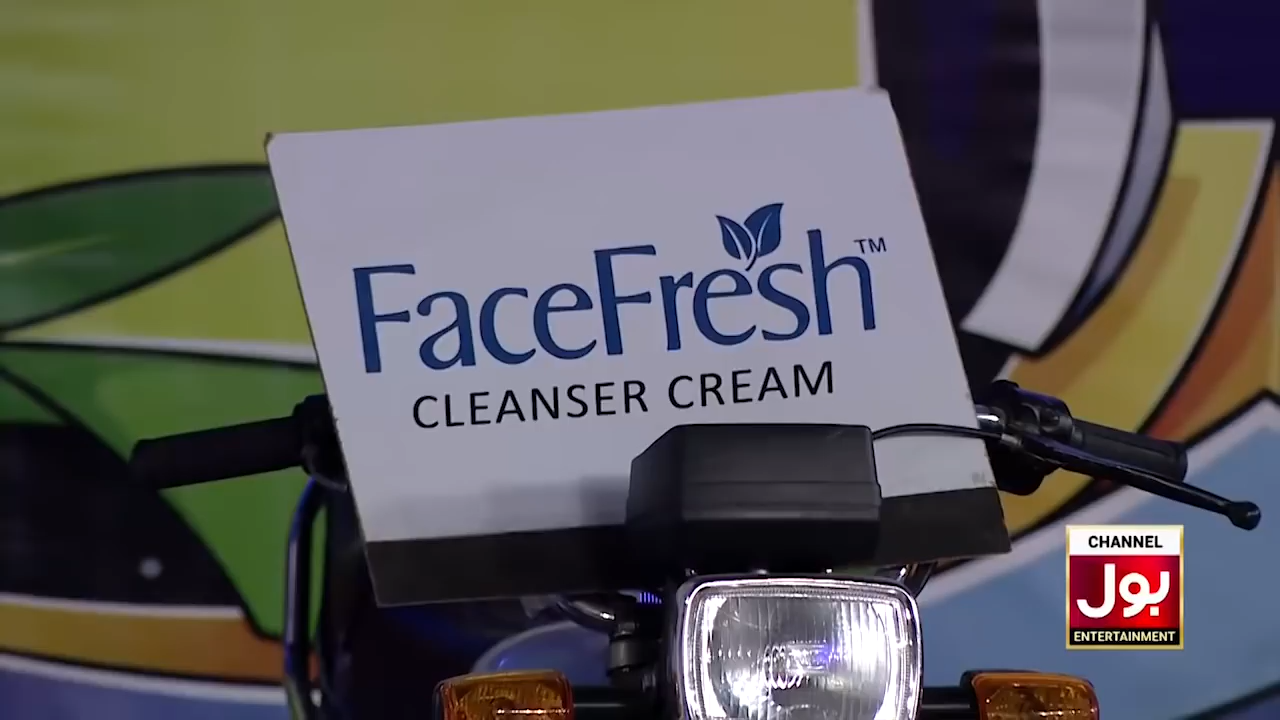 FaceFresh™
CLEANSER CREAM
CHANNEL
بول
ENTERTAINMENT